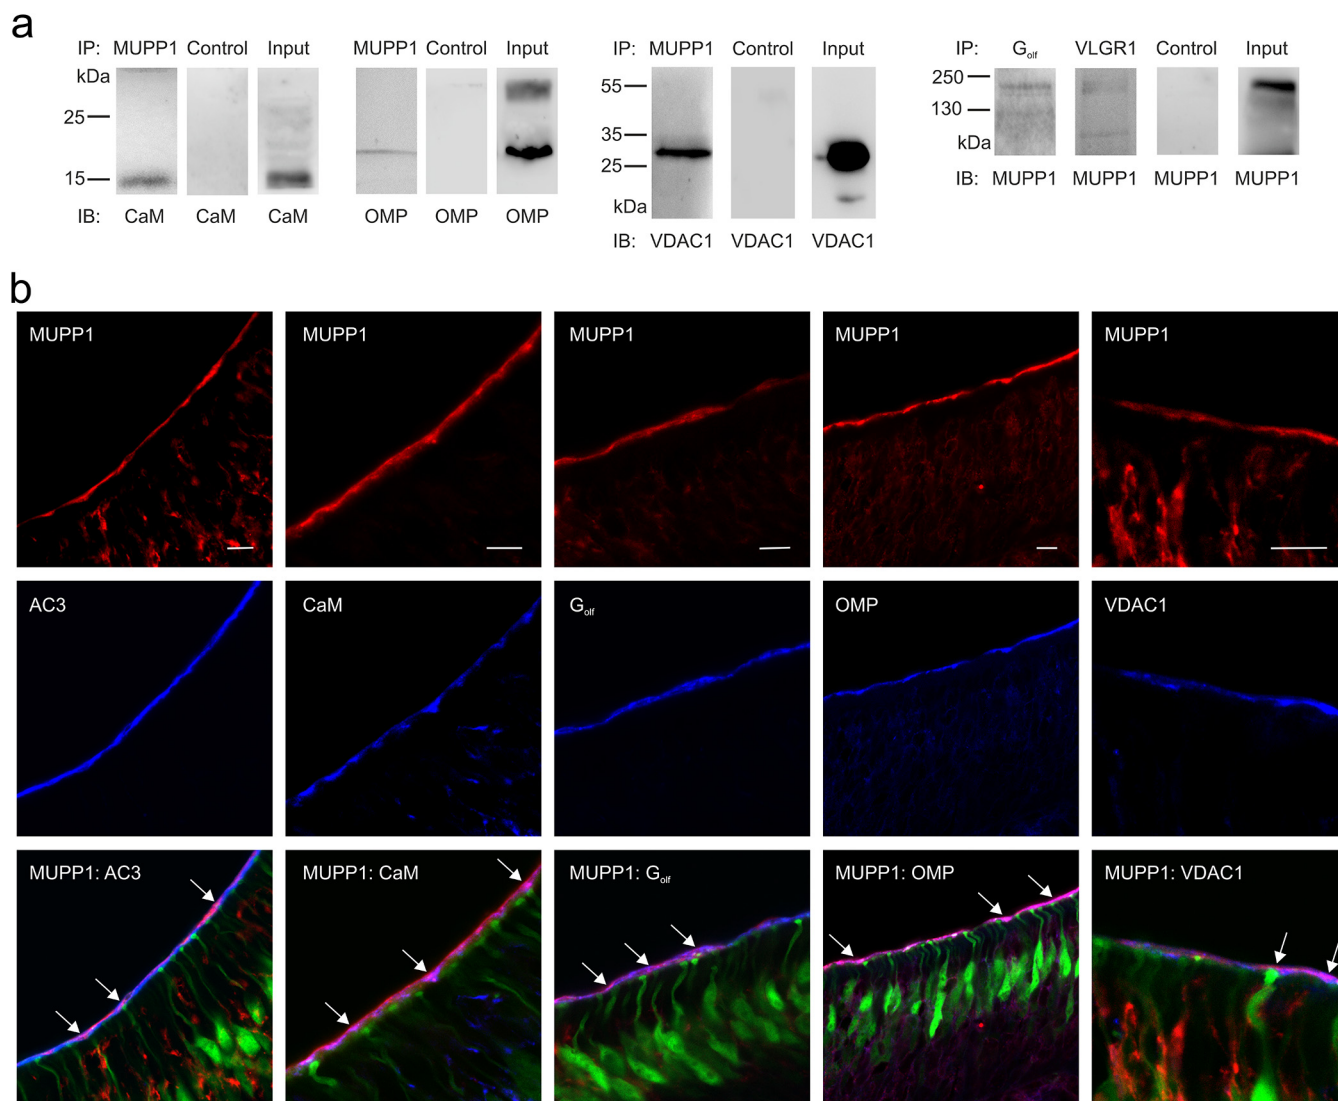 a
IP: MUPP1 Control Input
kDa
25
15
IB: CaM CaM CaM
MUPP1 Control Input
OMP OMP OMP
IP: MUPP1 Control Input
55
35
25
kDa
IB: VDAC1 VDAC1 VDAC1
IP: Golf VLGR1 Control Input
250
130
kDa
IB: MUPP1 MUPP1 MUPP1 MUPP1
b
MUPP1 MUPP1 MUPP1 MUPP1 MUPP1
AC3 CaM Golf OMP VDAC1
MUPP1: AC3 MUPP1: CaM MUPP1: Golf MUPP1: OMP MUPP1: VDAC1